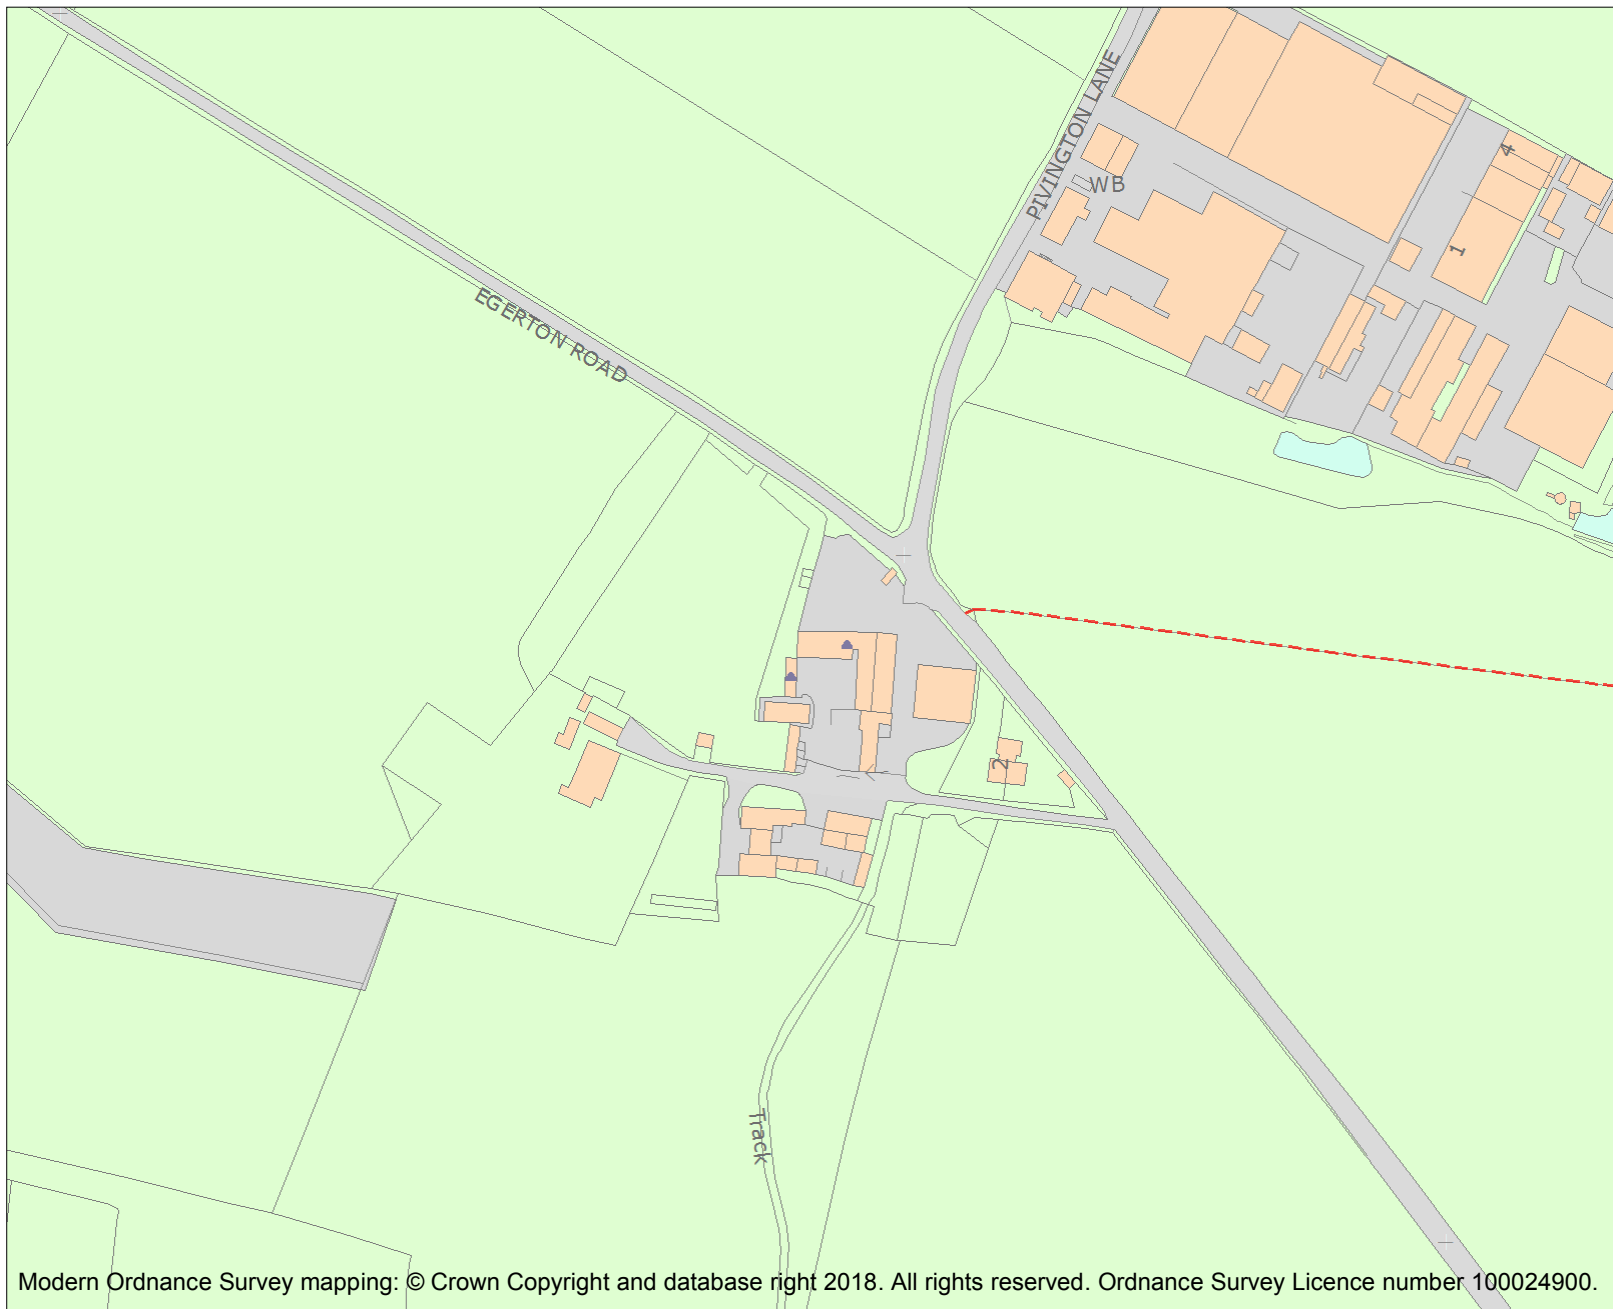 PIVINGTON LANE
4
WB
1
EGERTON ROAD
2
Track
Modern Ordnance Survey mapping: © Crown Copyright and database right 2018. All rights reserved. Ordnance Survey Licence number 100024900.